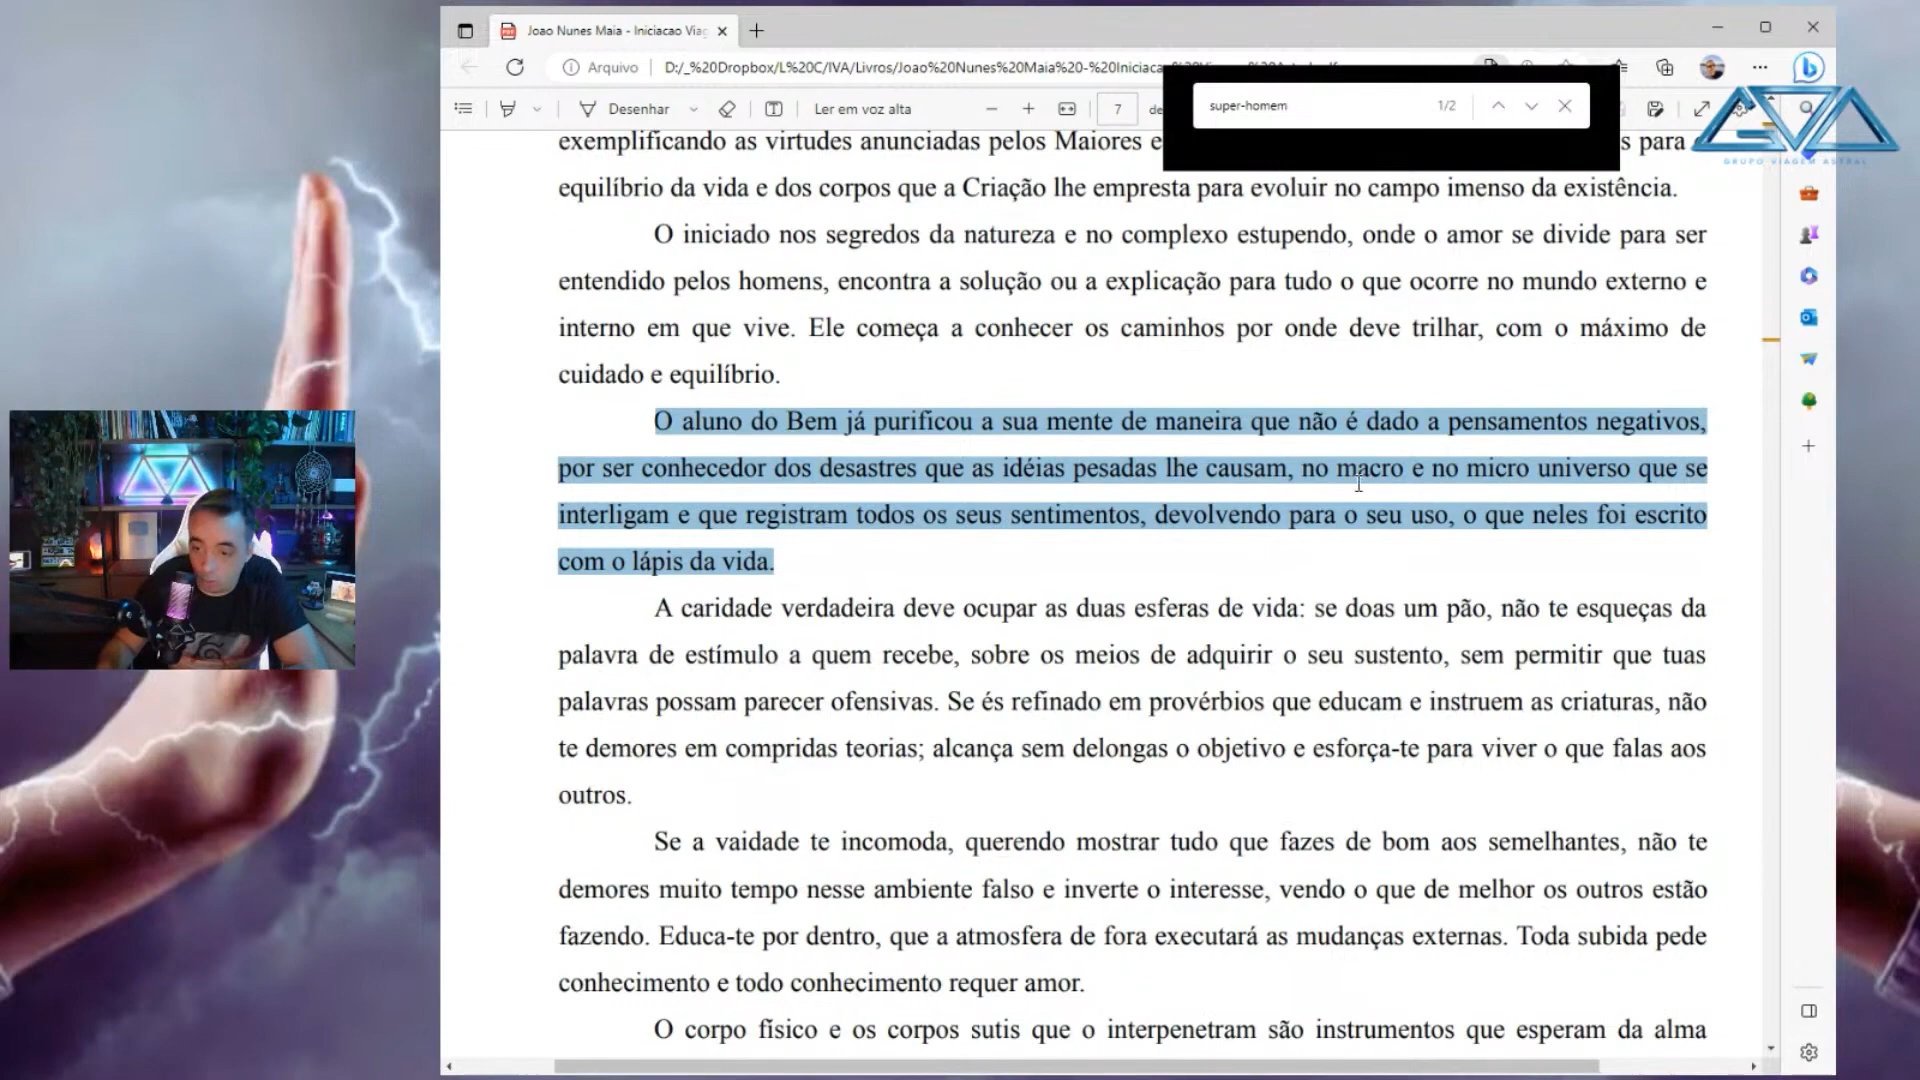 Joao Nunes Maia - Iniciacao Viag
Arquivo
D:/_%20Dropbox/L%20C/IVA/Livros/Joao%20Nunes%20Maia%20-%20Iniciaca
Desenhar
Ler em voz alta
7
de
super-homem
1/2
GRUPO VIAGEM ASTRAL
exemplificando as virtudes anunciadas pelos Maiores e
s para
equilíbrio da vida e dos corpos que a Criação lhe empresta para evoluir no campo imenso da existência.
O iniciado nos segredos da natureza e no complexo estupendo, onde o amor se divide para ser
entendido pelos homens, encontra a solução ou a explicação para tudo o que ocorre no mundo externo e
interno em que vive. Ele começa a conhecer os caminhos por onde deve trilhar, com o máximo de
cuidado e equilíbrio.
O aluno do Bem já purificou a sua mente de maneira que não é dado a pensamentos negativos,
por ser conhecedor dos desastres que as idéias pesadas lhe causam, no macro e no micro universo que se
interligam e que registram todos os seus sentimentos, devolvendo para o seu uso, o que neles foi escrito
com o lápis da vida.
A caridade verdadeira deve ocupar as duas esferas de vida: se doas um pão, não te esqueças da
palavra de estímulo a quem recebe, sobre os meios de adquirir o seu sustento, sem permitir que tuas
palavras possam parecer ofensivas. Se és refinado em provérbios que educam e instruem as criaturas, não
te demores em compridas teorias; alcança sem delongas o objetivo e esforça-te para viver o que falas aos
outros.
Se a vaidade te incomoda, querendo mostrar tudo que fazes de bom aos semelhantes, não te
demores muito tempo nesse ambiente falso e inverte o interesse, vendo o que de melhor os outros estão
fazendo. Educa-te por dentro, que a atmosfera de fora executará as mudanças externas. Toda subida pede
conhecimento e todo conhecimento requer amor.
O corpo físico e os corpos sutis que o interpenetram são instrumentos que esperam da alma